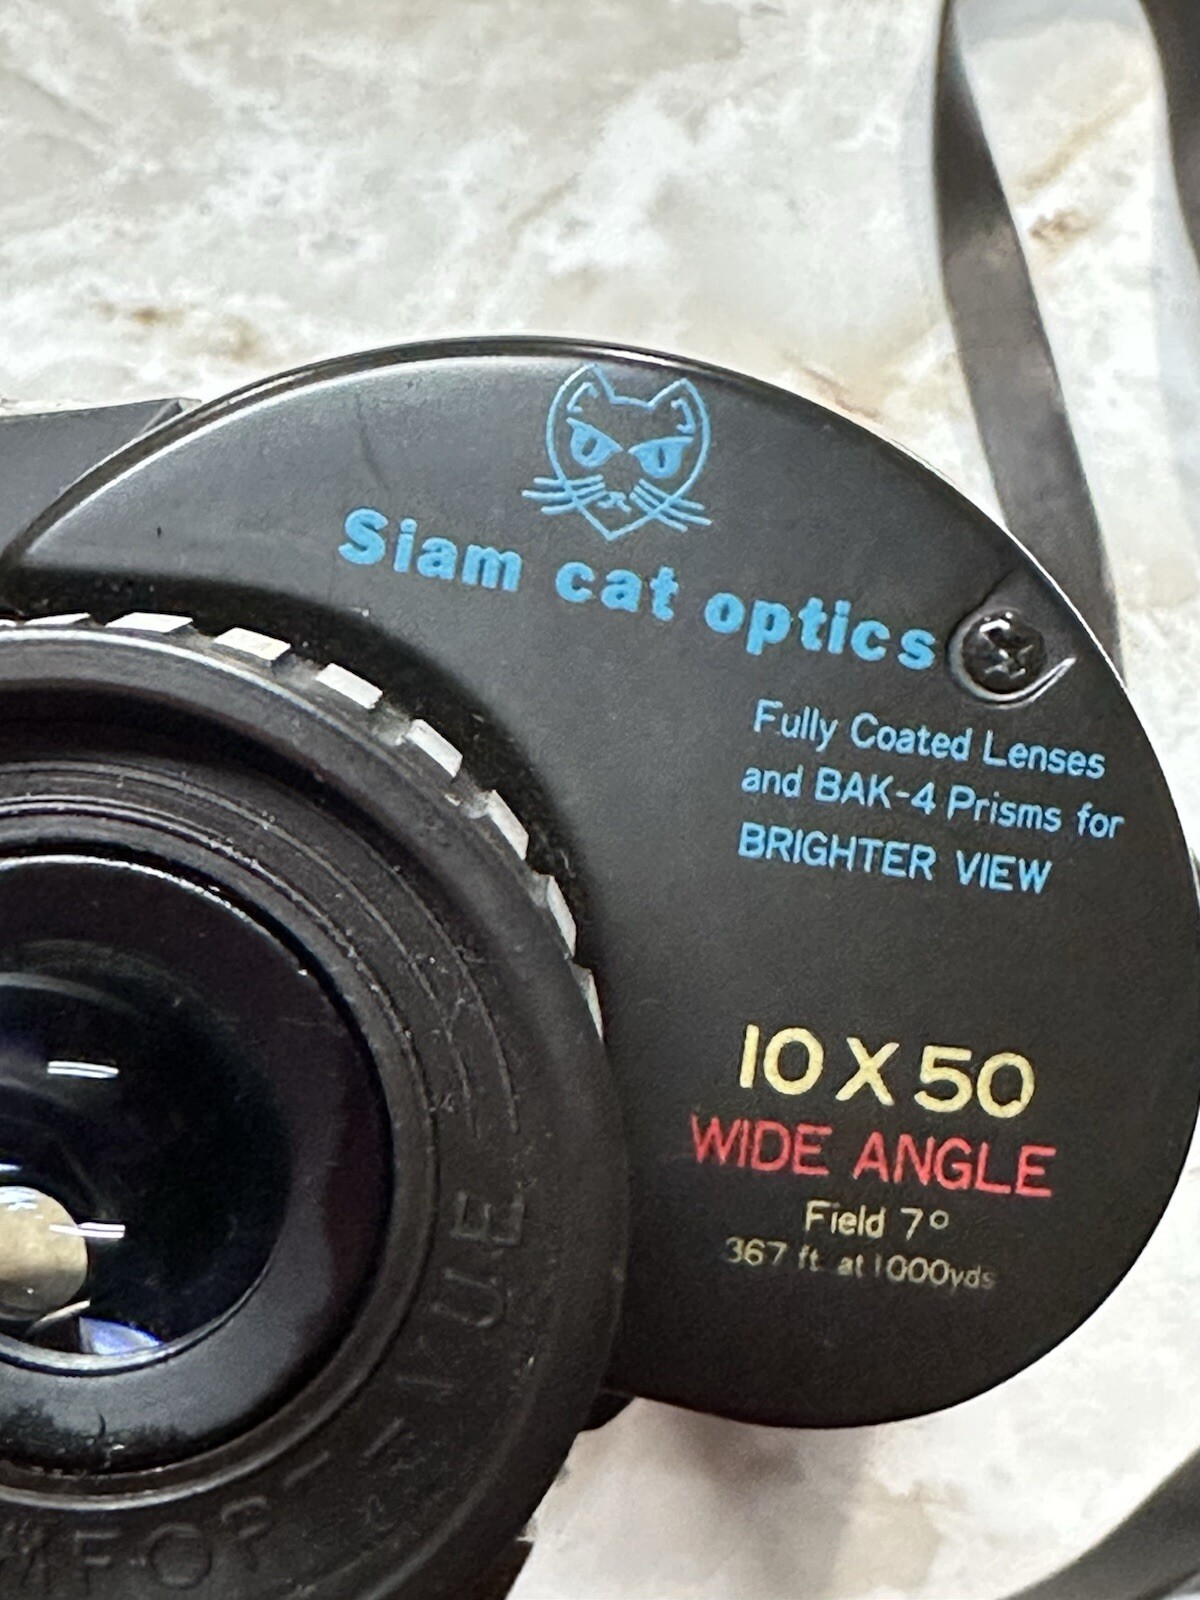 Siam cat optics
Fully Coated Lenses
and BAK-4 Prisms for
BRIGHTER VIEW
10 X 50
WIDE ANGLE
Field 7°
367 ft. at 1000yds